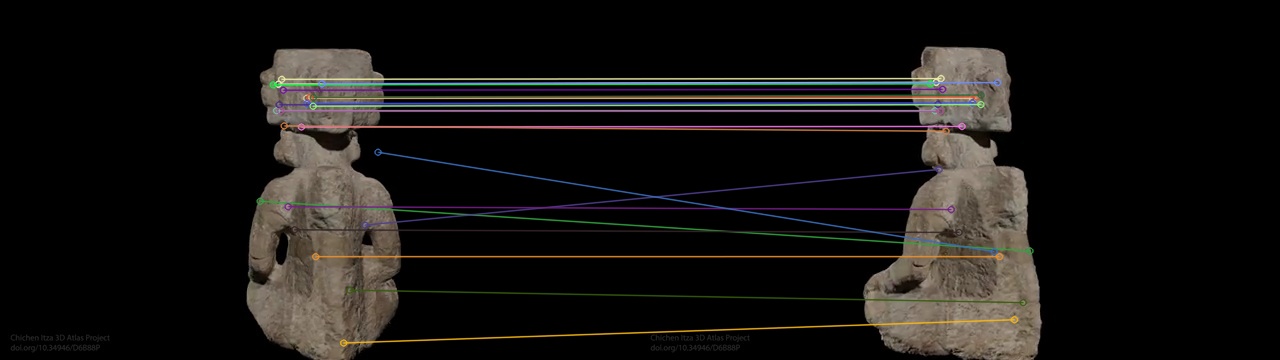 Chichen Itza 3D Atlas Project
doi.org/10.34946/D6B88P
Chichen Itza 3D Atlas Project
doi.org/10.34946/D6B88P